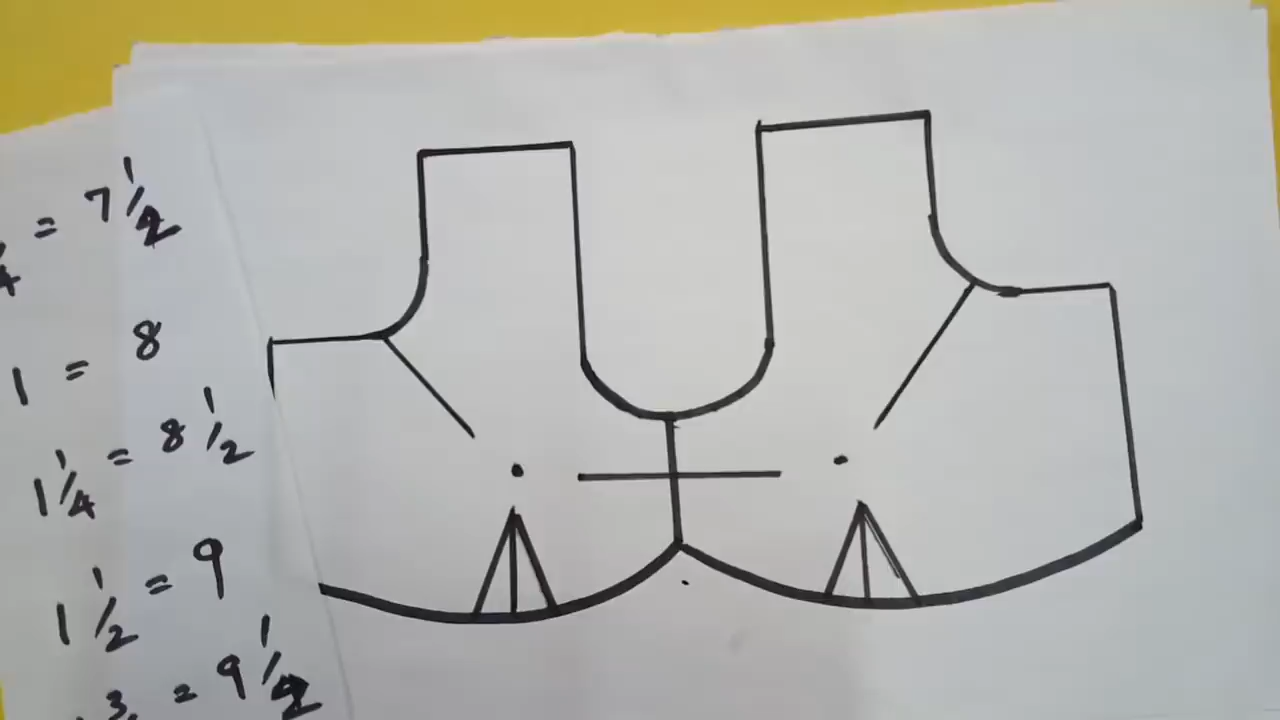 = 7 1/2
1 = 8
1 1/4 = 8 1/2
1 1/2 = 9
= 9 1/2